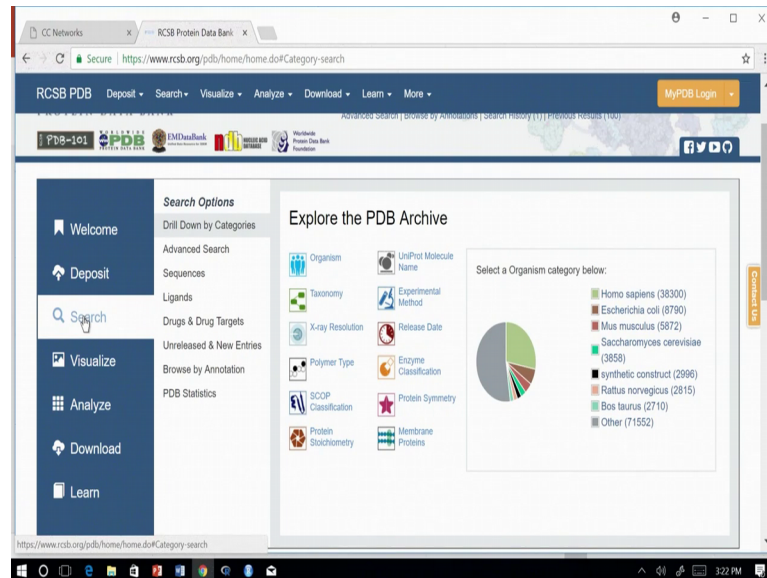 CC Networks
RCSB Protein Data Bank
Secure | https://www.rcsb.org/pdb/home/home.do#Category-search
RCSB PDB Deposit Search Visualize Analyze Download Learn More MyPDB Login
Advanced Search | Browse by Annotations | Search History (1) | Previous Results (100)
PDB-101
PDB
PROTEIN DATA BANK
EMDataBank
NUCLEIC ACID
DATABASE
Worldwide
Protein Data Bank
Foundation
Welcome
Deposit
Search
Visualize
Analyze
Download
Learn
Search Options
Drill Down by Categories
Advanced Search
Sequences
Ligands
Drugs & Drug Targets
Unreleased & New Entries
Browse by Annotation
PDB Statistics
Explore the PDB Archive
Organism
UniProt Molecule
Name
Taxonomy
Experimental
Method
X-ray Resolution
Release Date
Polymer Type
Enzyme
Classification
SCOP
Classification
Protein Symmetry
Protein
Stoichiometry
Membrane
Proteins
Select a Organism category below:
Homo sapiens (38300)
Escherichia coli (8790)
Mus musculus (5872)
Saccharomyces cerevisiae
(3858)
synthetic construct (2996)
Rattus norvegicus (2815)
Bos taurus (2710)
Other (71552)
Contact Us
https://www.rcsb.org/pdb/home/home.do#Category-search
3:22 PM